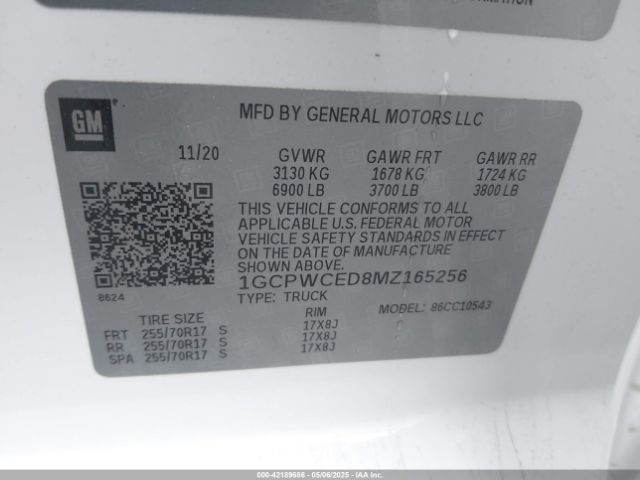 GM
MFD BY GENERAL MOTORS LLC
11/20 GVWR GAWR FRT GAWR RR
3130 KG 1678 KG 1724 KG
6900 LB 3700 LB 3800 LB
THIS VEHICLE CONFORMS TO ALL
APPLICABLE U.S. FEDERAL MOTOR
VEHICLE SAFETY STANDARDS IN EFFECT
ON THE DATE OF MANUFACTURE
SHOWN ABOVE.
1GCPWCED8MZ165256
8624
TYPE: TRUCK MODEL: 86CC10543
TIRE SIZE RIM
FRT 255/70R17 S 17X8J
RR 255/70R17 S 17X8J
SPA 255/70R17 S 17X8J
000-42189686 - 05/06/2025 - IAAI.COM